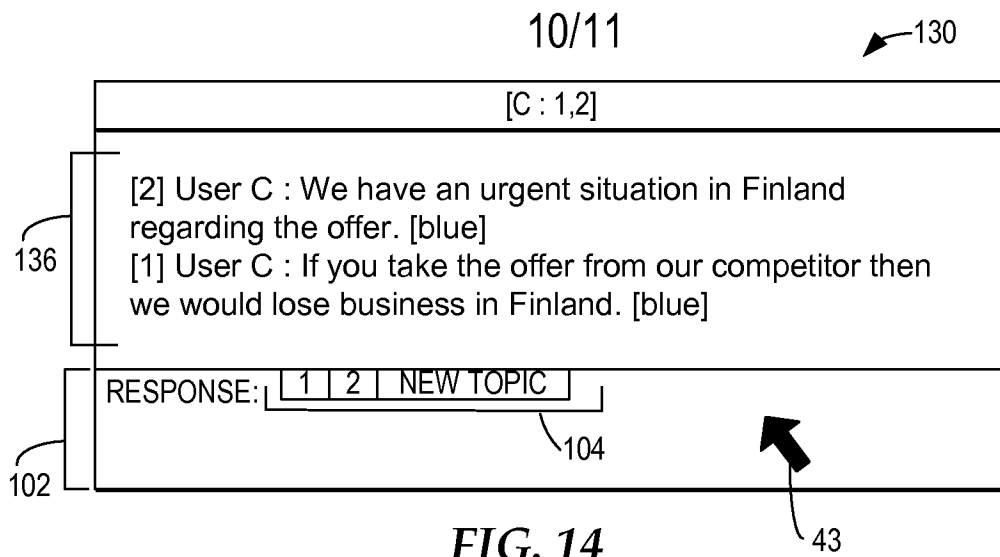 10/11
130
[C : 1,2]
[2] User C : We have an urgent situation in Finland
regarding the offer. [blue]
136
[1] User C : If you take the offer from our competitor then
we would lose business in Finland. [blue]
RESPONSE: 1 2 NEW TOPIC
104
102
43
FIG. 14